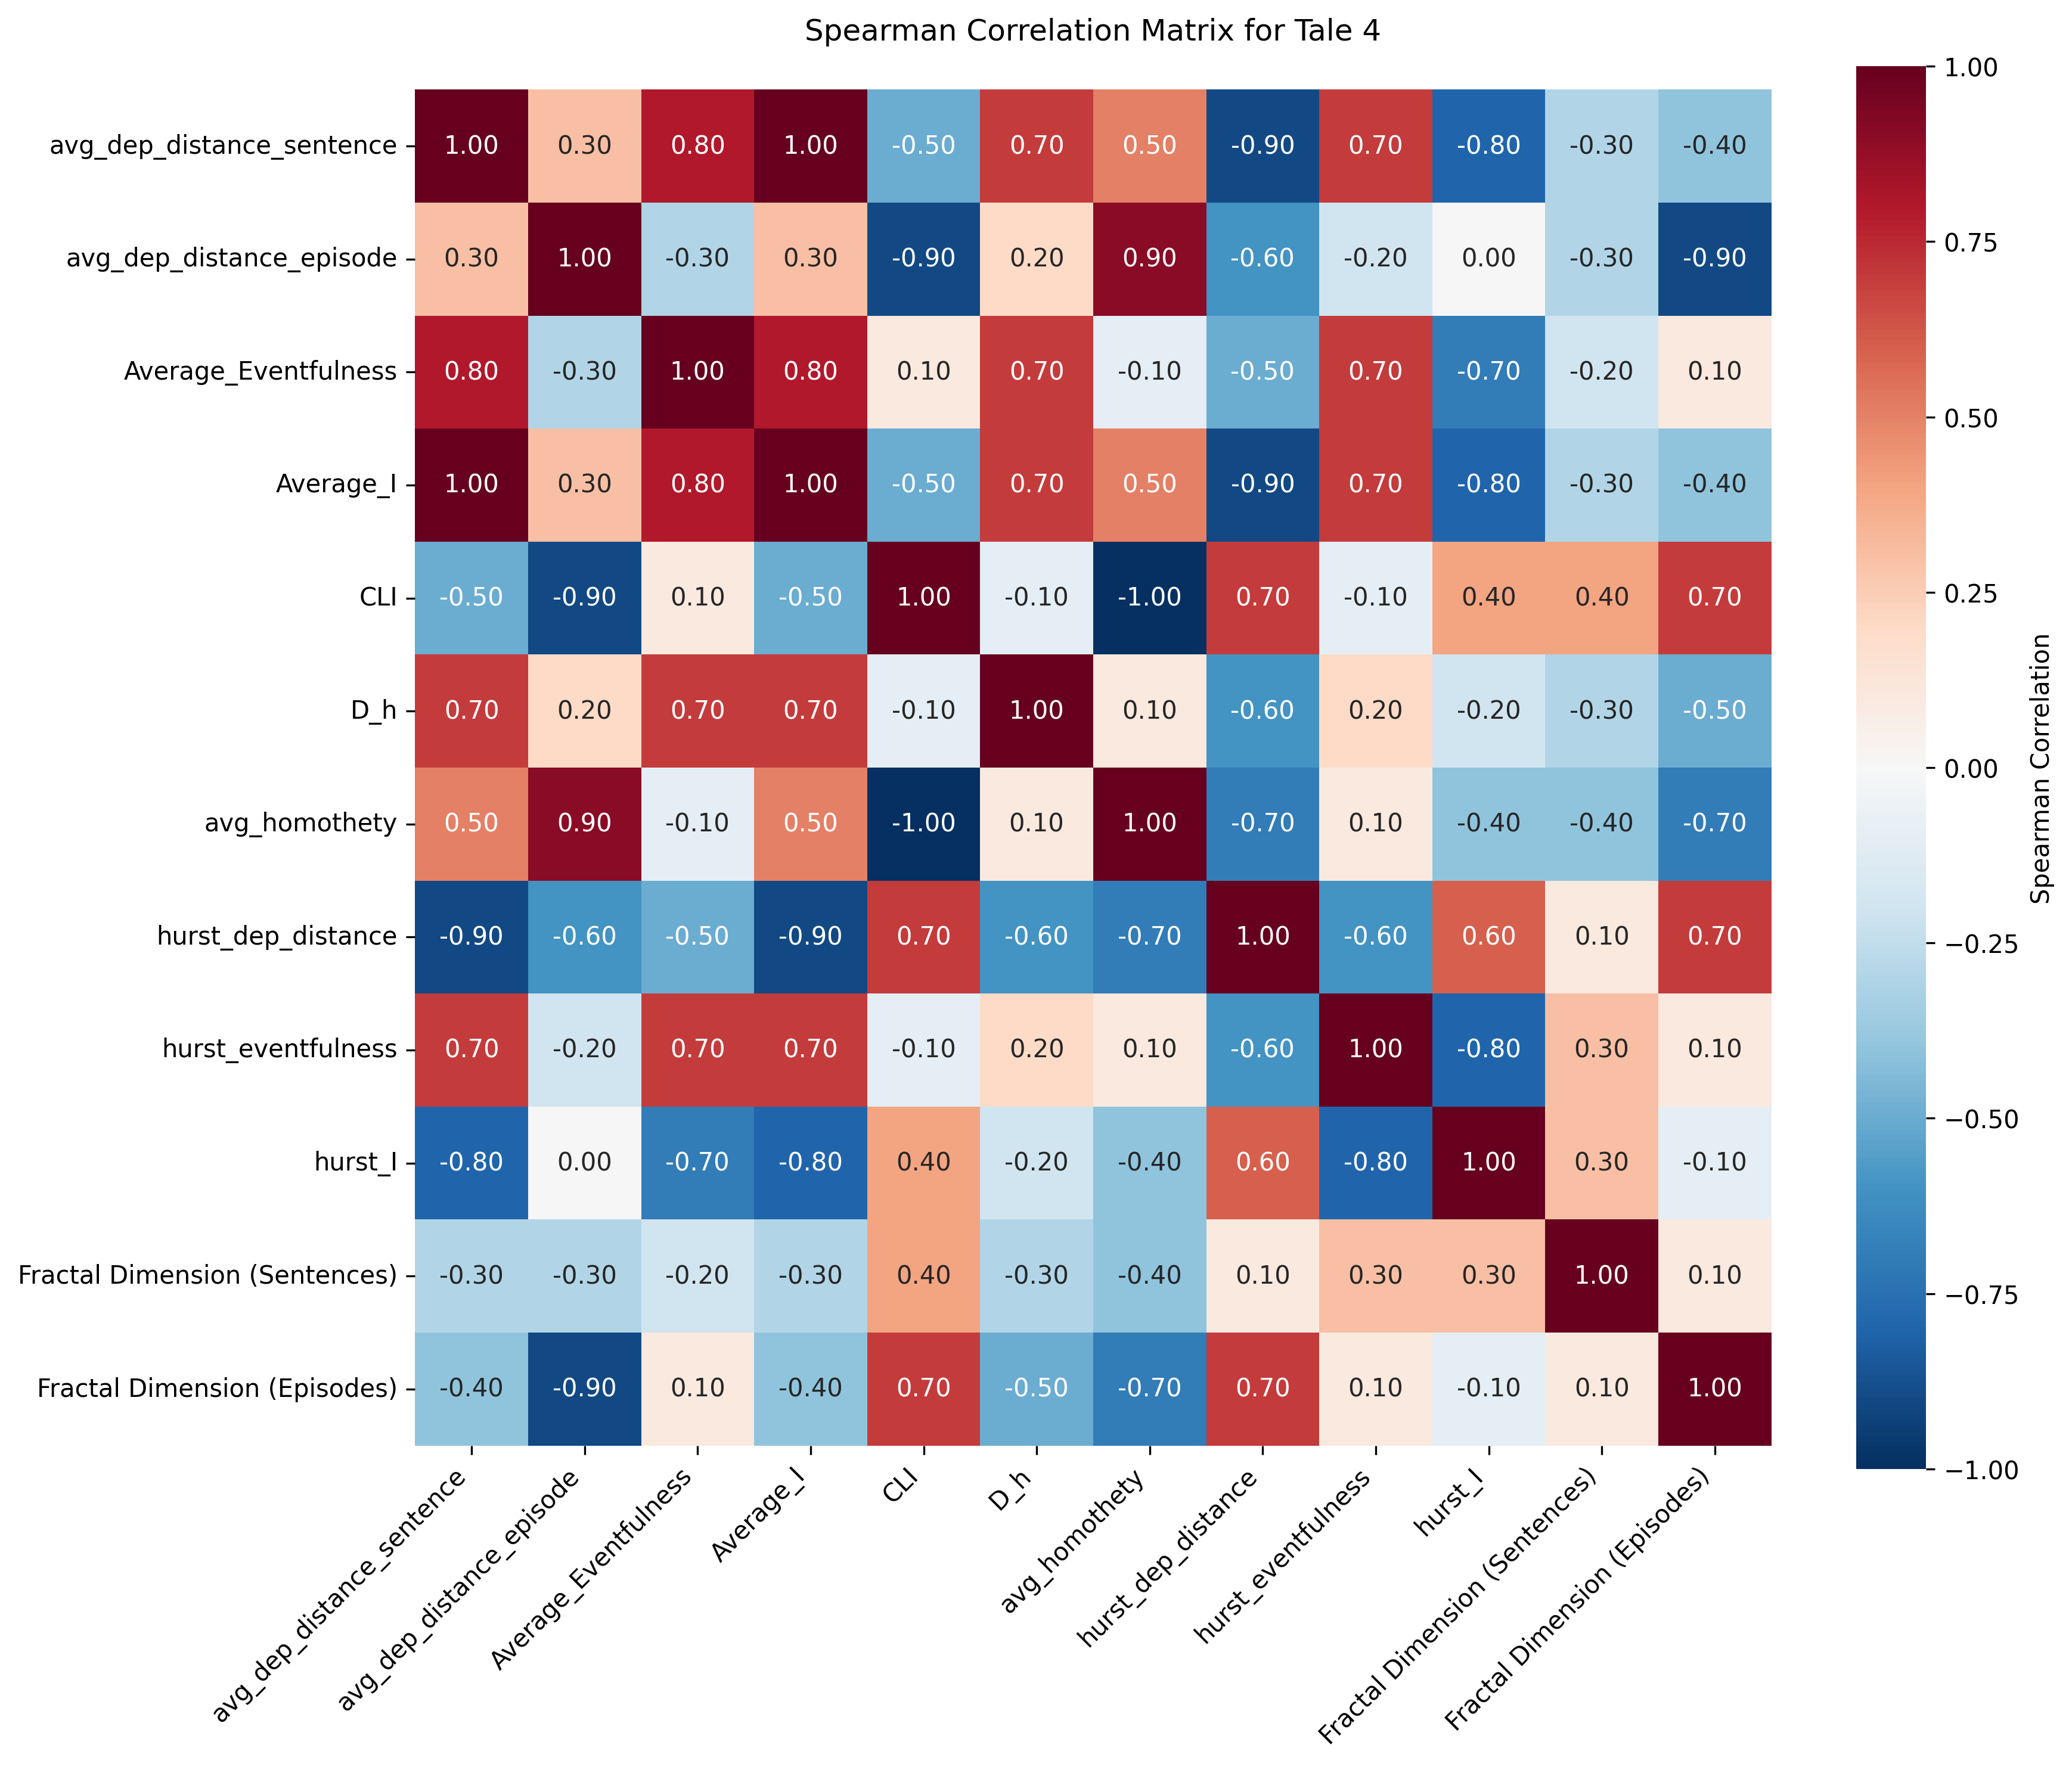 Spearman Correlation Matrix for Tale 4
avg_dep_distance_sentence 1.00 0.30 0.80 1.00 -0.50 0.70 0.50 -0.90 0.70 -0.80 -0.30 -0.40
avg_dep_distance_episode 0.30 1.00 -0.30 0.30 -0.90 0.20 0.90 -0.60 -0.20 0.00 -0.30 -0.90
Average_Eventfulness 0.80 -0.30 1.00 0.80 0.10 0.70 -0.10 -0.50 0.70 -0.70 -0.20 0.10
Average_I 1.00 0.30 0.80 1.00 -0.50 0.70 0.50 -0.90 0.70 -0.80 -0.30 -0.40
CLI -0.50 -0.90 0.10 -0.50 1.00 -0.10 -1.00 0.70 -0.10 0.40 0.40 0.70
D_h 0.70 0.20 0.70 0.70 -0.10 1.00 0.10 -0.60 0.20 -0.20 -0.30 -0.50
avg_homothety 0.50 0.90 -0.10 0.50 -1.00 0.10 1.00 -0.70 0.10 -0.40 -0.40 -0.70
hurst_dep_distance -0.90 -0.60 -0.50 -0.90 0.70 -0.60 -0.70 1.00 -0.60 0.60 0.10 0.70
hurst_eventfulness 0.70 -0.20 0.70 0.70 -0.10 0.20 0.10 -0.60 1.00 -0.80 0.30 0.10
hurst_I -0.80 0.00 -0.70 -0.80 0.40 -0.20 -0.40 0.60 -0.80 1.00 0.30 -0.10
Fractal Dimension (Sentences) -0.30 -0.30 -0.20 -0.30 0.40 -0.30 -0.40 0.10 0.30 0.30 1.00 0.10
Fractal Dimension (Episodes) -0.40 -0.90 0.10 -0.40 0.70 -0.50 -0.70 0.70 0.10 -0.10 0.10 1.00
avg_dep_distance_sentence
avg_dep_distance_episode
Average_Eventfulness
Average_I
CLI
D_h
avg_homothety
hurst_dep_distance
hurst_eventfulness
hurst_I
Fractal Dimension (Sentences)
Fractal Dimension (Episodes)
1.00
0.75
0.50
0.25
0.00
−0.25
−0.50
−0.75
−1.00
Spearman Correlation